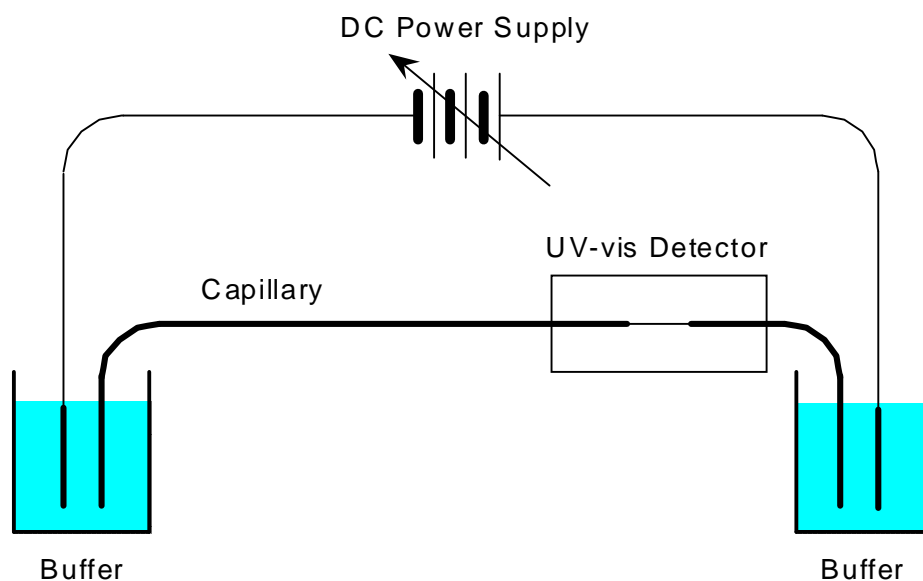 DC Power Supply
UV-vis Detector
Capillary
Buffer
Buffer